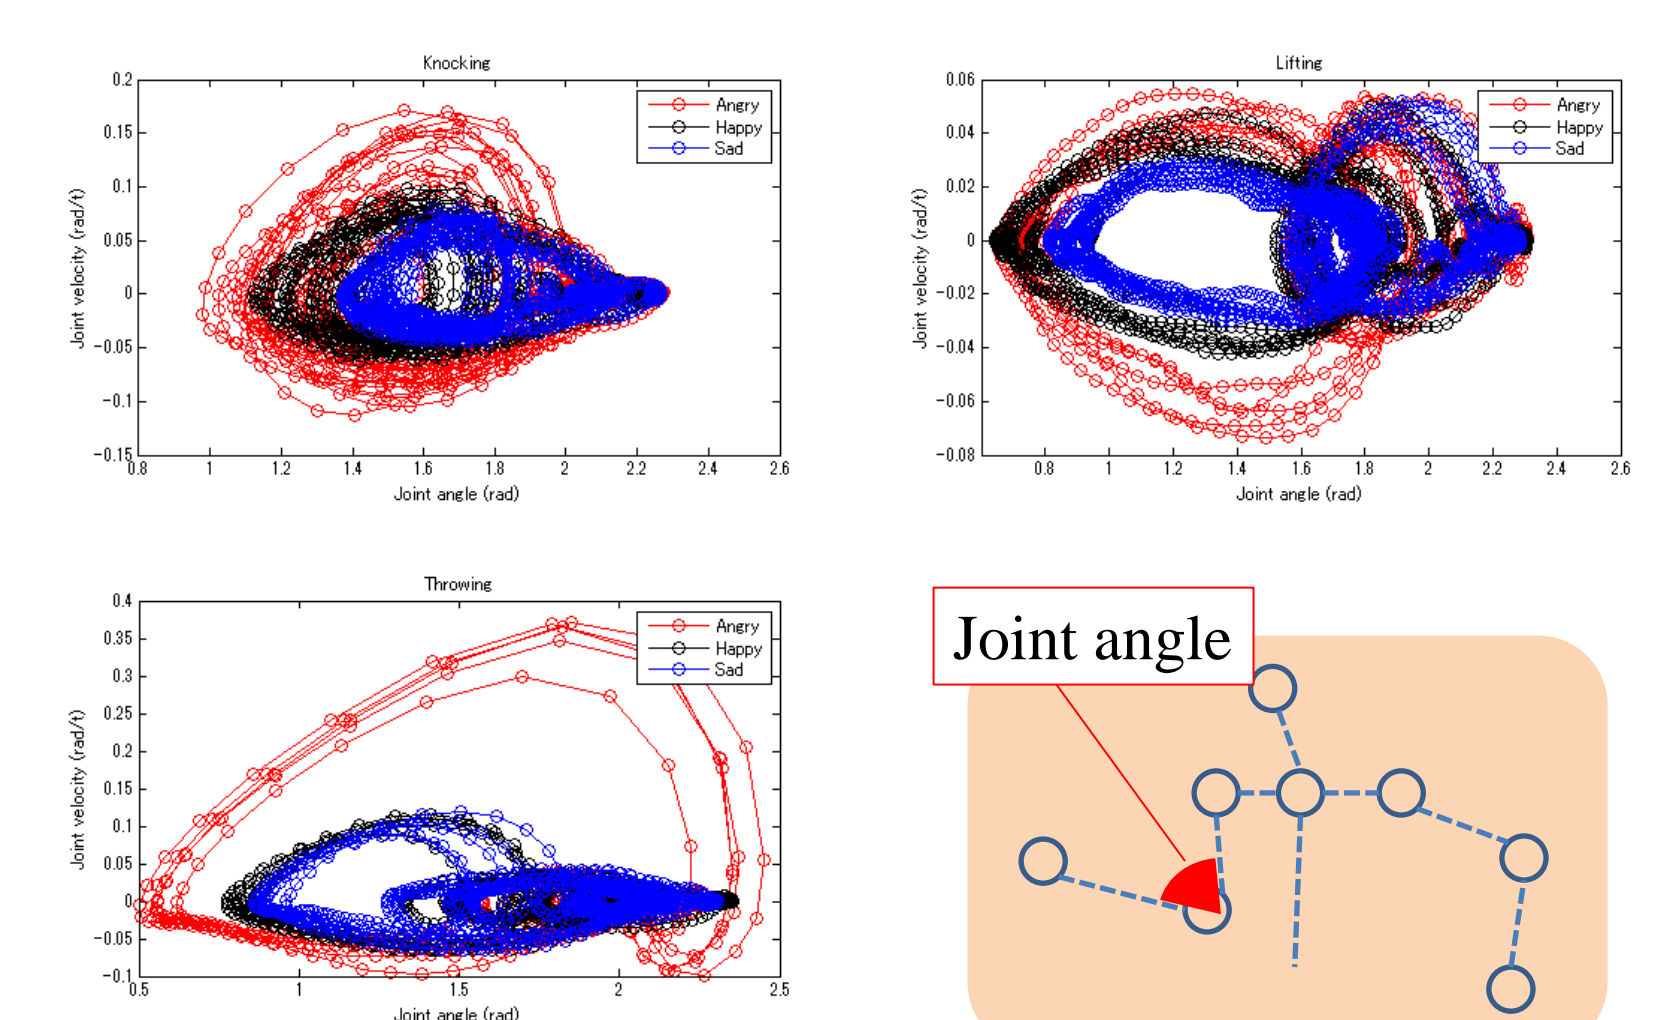 Knocking
0.2
0.15
0.1
0.05
0
-0.05
-0.1
-0.15
Joint velocity (rad/t)
0.8 1 1.2 1.4 1.6 1.8 2 2.2 2.4 2.6
Joint angle (rad)
Angry
Happy
Sad
Lifting
0.06
0.04
0.02
0
-0.02
-0.04
-0.06
-0.08
Joint velocity (rad/t)
0.8 1 1.2 1.4 1.6 1.8 2 2.2 2.4 2.6
Joint angle (rad)
Angry
Happy
Sad
Throwing
0.4
0.35
0.3
0.25
0.2
0.15
0.1
0.05
0
-0.05
-0.1
Joint velocity (rad/t)
0.5 1 1.5 2 2.5
Joint angle (rad)
Angry
Happy
Sad
Joint angle